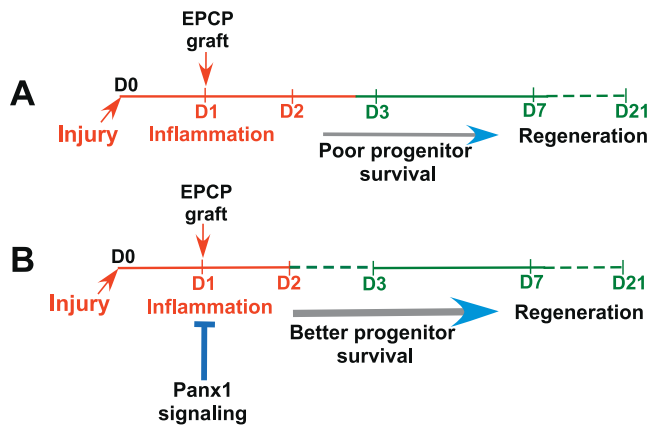 EPCP
graft
A
D0
D1
D2
D3
D7
D21
Injury
Inflammation
Poor progenitor
survival
Regeneration
EPCP
graft
B
D0
D1
D2
D3
D7
D21
Injury
Inflammation
Better progenitor
survival
Regeneration
Panx1
signaling